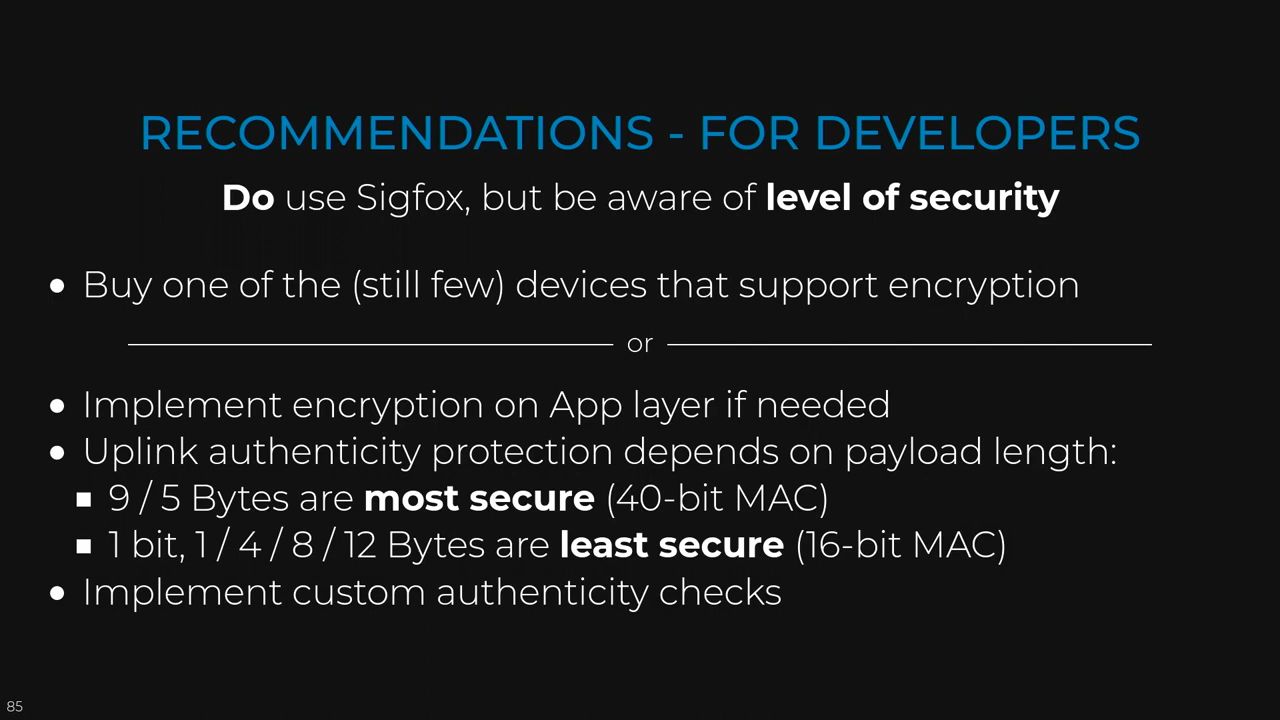 RECOMMENDATIONS - FOR DEVELOPERS
Do use Sigfox, but be aware of level of security
• Buy one of the (still few) devices that support encryption
or
• Implement encryption on App layer if needed
• Uplink authenticity protection depends on payload length:
▪ 9 / 5 Bytes are most secure (40-bit MAC)
▪ 1 bit, 1 / 4 / 8 / 12 Bytes are least secure (16-bit MAC)
• Implement custom authenticity checks
85